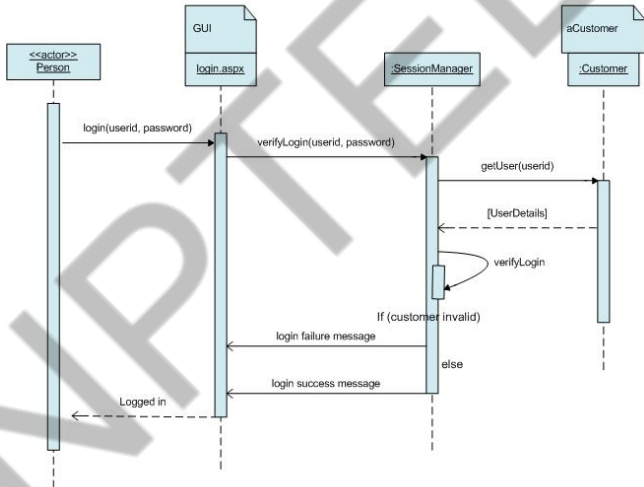 GUI
aCustomer
<<actor>>
Person
login.aspx
:SessionManager
:Customer
login(userid, password)
verifyLogin(userid, password)
getUser(userid)
[UserDetails]
verifyLogin
If (customer invalid)
login failure message
else
login success message
Logged in
NPTEL